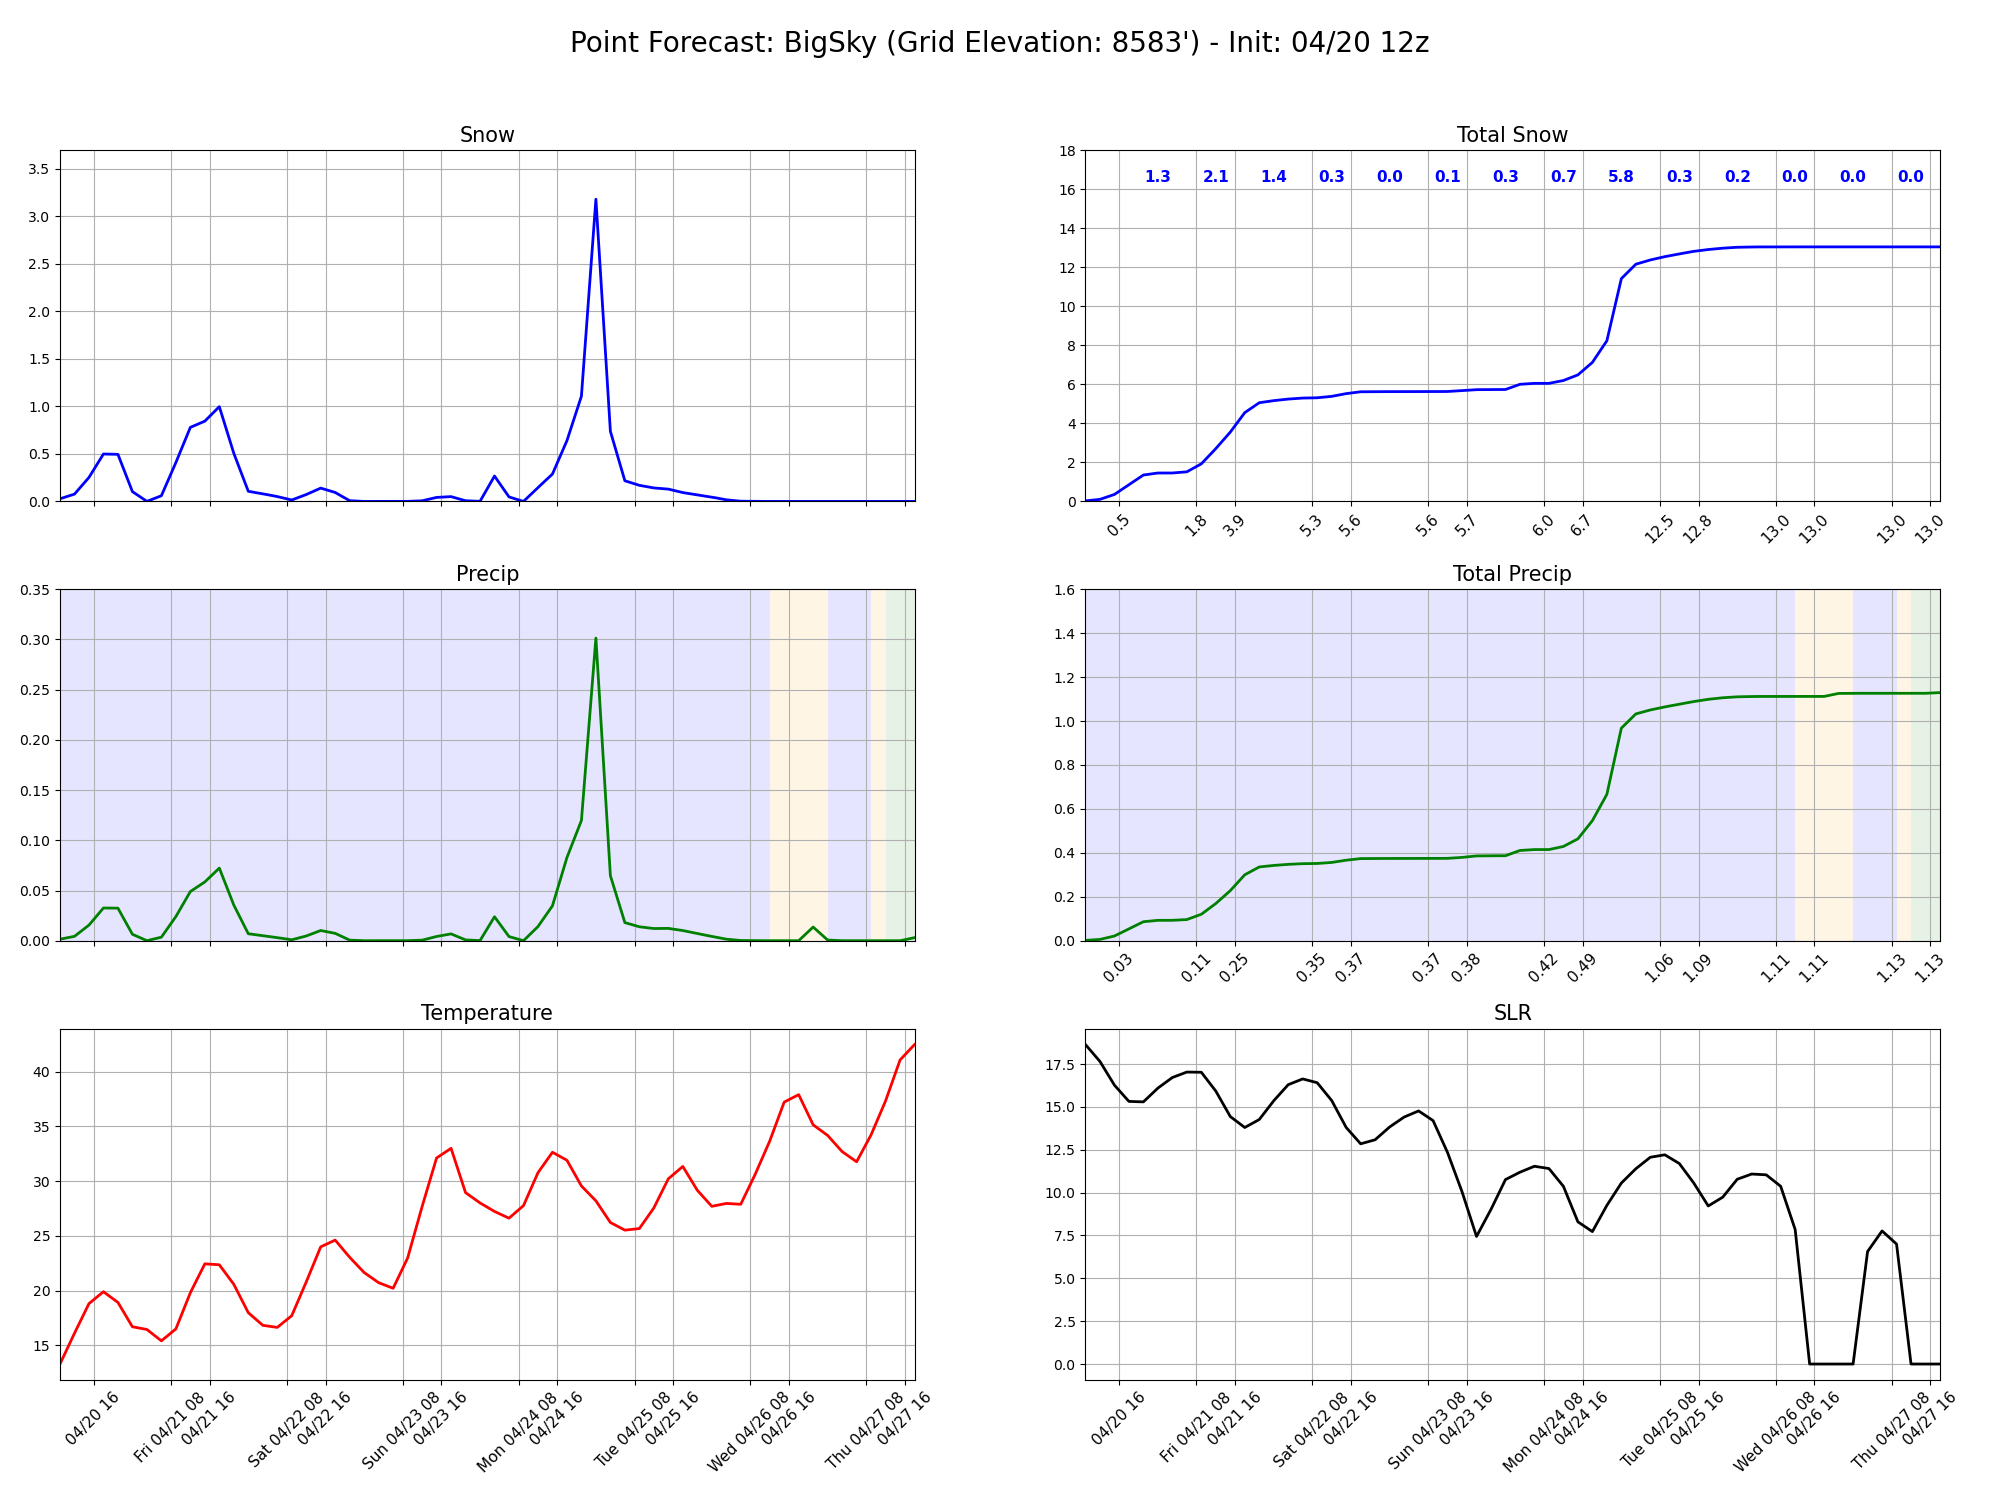 Point Forecast: BigSky (Grid Elevation: 8583') - Init: 04/20 12z
Snow
3.5
3.0
2.5
2.0
1.5
1.0
0.5
0.0
Total Snow
18
16
14
12
10
8
6
4
2
0
1.3 2.1 1.4 0.3 0.0 0.1 0.3 0.7 5.8 0.3 0.2 0.0 0.0 0.0
0.5 1.8 3.9 5.3 5.6 5.6 5.7 6.0 6.7 12.5 12.8 13.0 13.0 13.0 13.0
Precip
0.35
0.30
0.25
0.20
0.15
0.10
0.05
0.00
Total Precip
1.6
1.4
1.2
1.0
0.8
0.6
0.4
0.2
0.0
0.03 0.11 0.25 0.35 0.37 0.37 0.38 0.42 0.49 1.06 1.09 1.11 1.11 1.13 1.13
Temperature
40
35
30
25
20
15
04/20 16
Fri 04/21 08
04/21 16
Sat 04/22 08
04/22 16
Sun 04/23 08
04/23 16
Mon 04/24 08
04/24 16
Tue 04/25 08
04/25 16
Wed 04/26 08
04/26 16
Thu 04/27 08
04/27 16
SLR
17.5
15.0
12.5
10.0
7.5
5.0
2.5
0.0
04/20 16
Fri 04/21 08
04/21 16
Sat 04/22 08
04/22 16
Sun 04/23 08
04/23 16
Mon 04/24 08
04/24 16
Tue 04/25 08
04/25 16
Wed 04/26 08
04/26 16
Thu 04/27 08
04/27 16